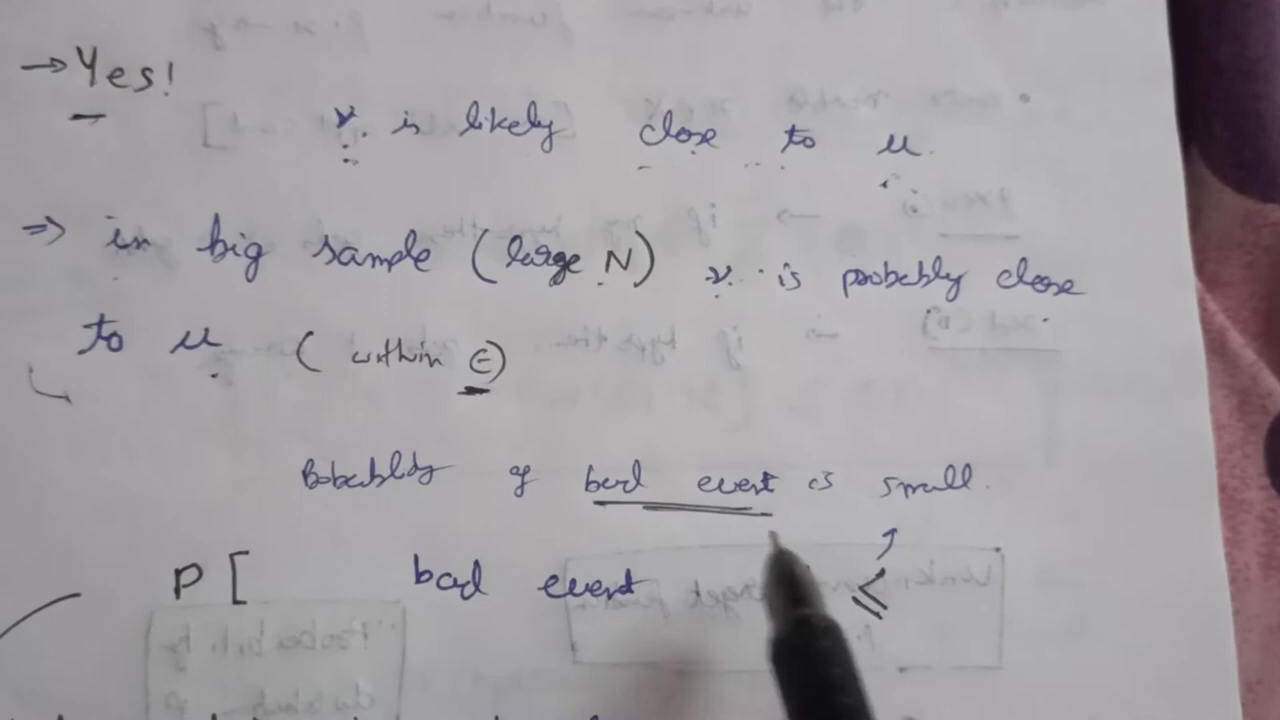 → Yes!
ν is likely close to μ.
⇒ in big sample (large N) ν is probably close
to μ (within ϵ)
Probability of bad event is small.
P [ bad event ≤